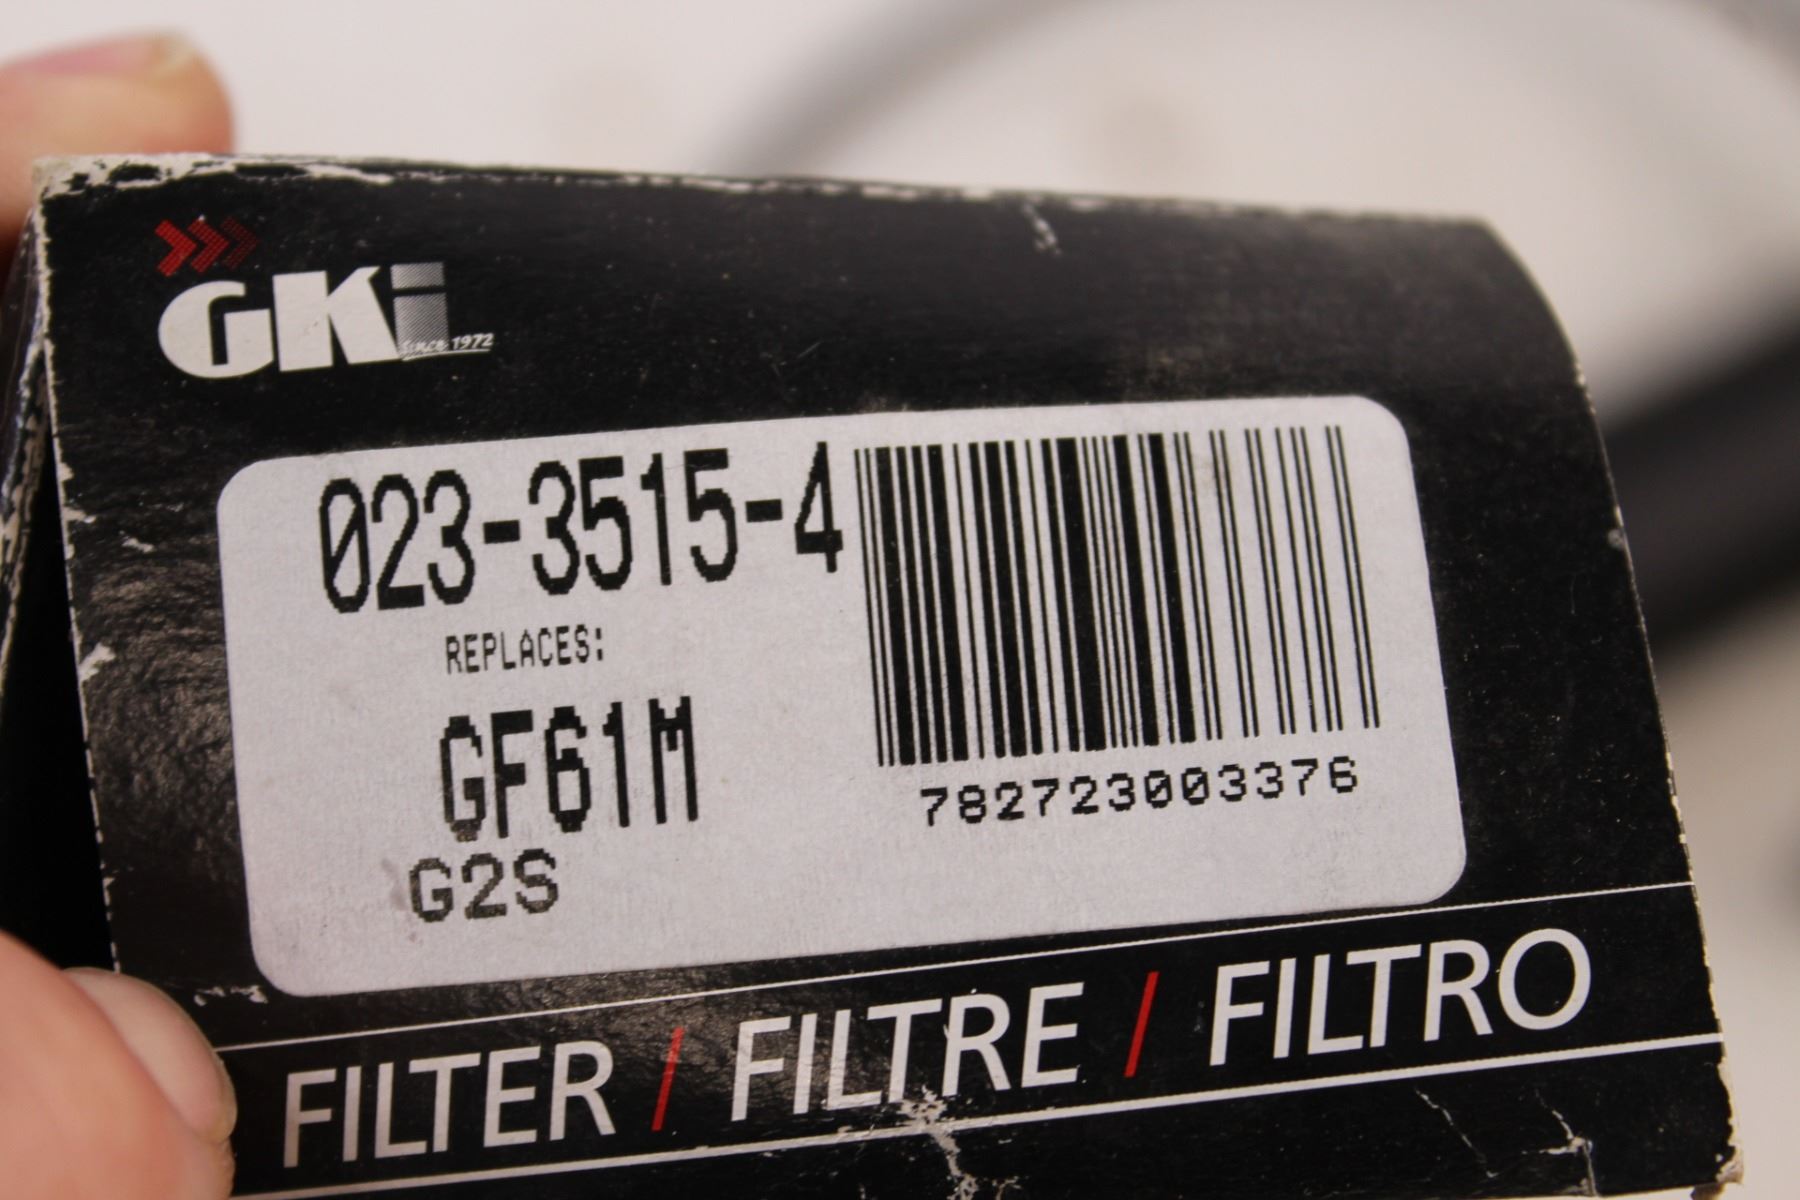 GKi
Since 1972
023-3515-4
REPLACES:
GF61M
G2S
782723003376
FILTER / FILTRE / FILTRO